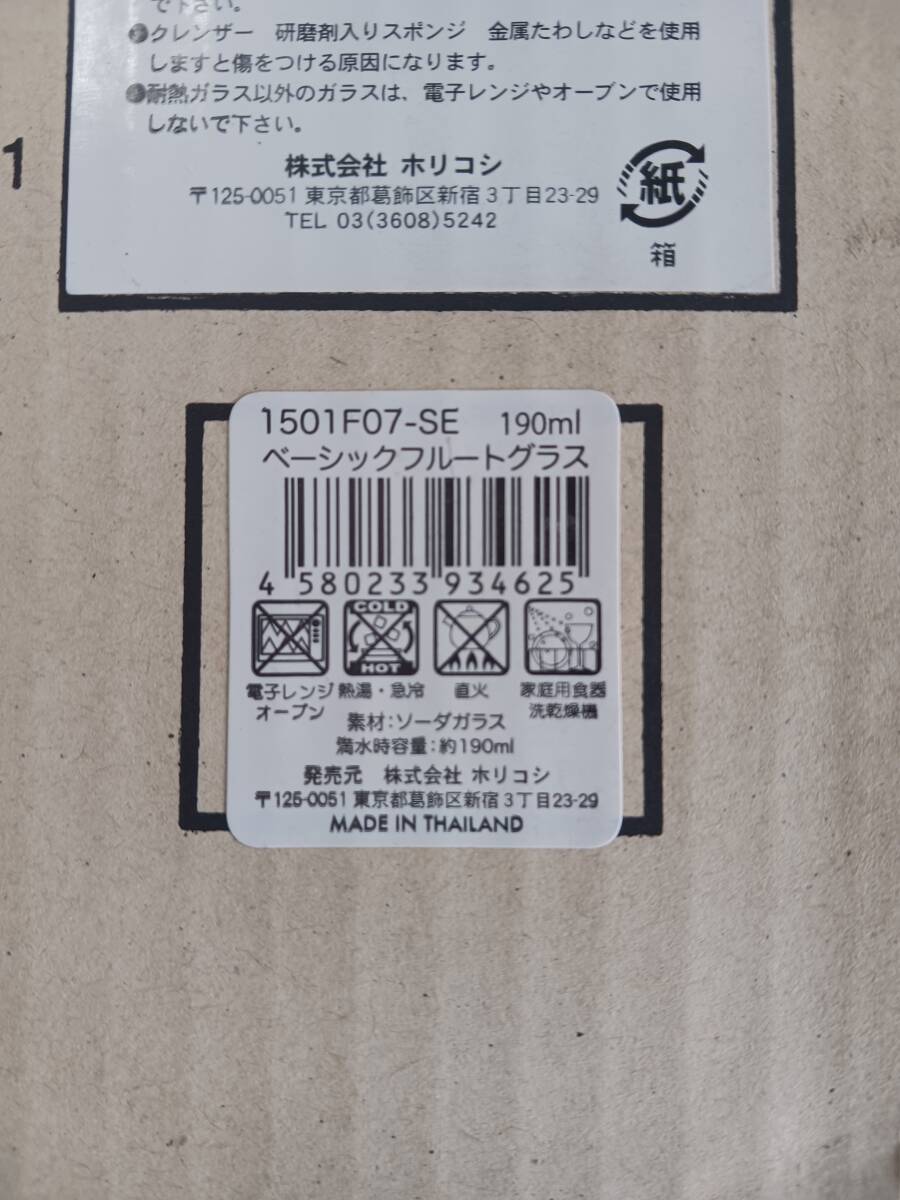 で下さい。
●クレンザー 研磨剤入りスポンジ 金属たわしなどを使用
しますと傷をつける原因になります。
●耐熱ガラス以外のガラスは、電子レンジやオーブンで使用
しないで下さい。
1
株式会社 ホリコシ
〒125-0051 東京都葛飾区新宿3丁目23-29
TEL 03(3608)5242
紙
箱
1501F07-SE 190ml
ベーシックフルートグラス
4 580233 934625
COLD
HOT
電子レンジ オーブン
熱湯・急冷
直火
家庭用食器洗乾燥機
素材:ソーダガラス
満水時容量:約190ml
発売元 株式会社 ホリコシ
〒125-0051 東京都葛飾区新宿3丁目23-29
MADE IN THAILAND